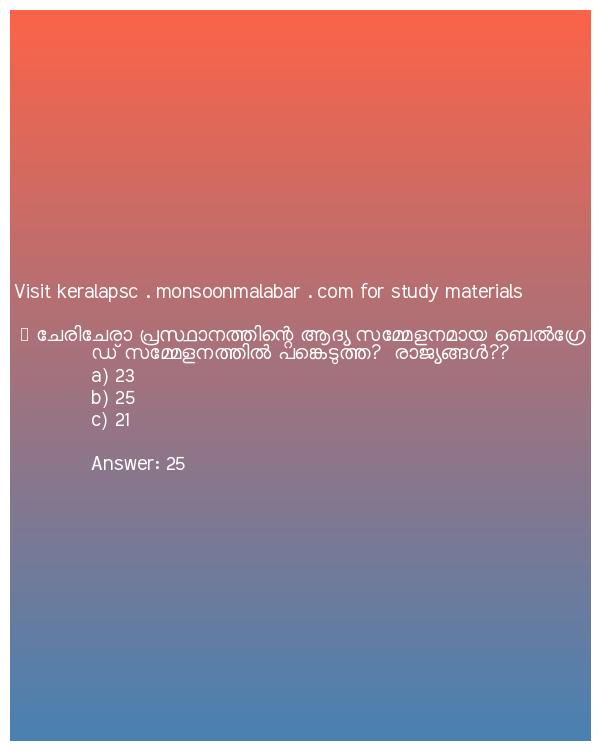 Visit keralapsc . monsoonmalabar . com for study materials
ചേരിചേരാ പ്രസ്ഥാനത്തിന്റെ ആദ്യ സമ്മേളനമായ ബെൽഗ്രേ
ഡ് സമ്മേളനത്തിൽ പങ്കെടുത്ത? രാജ്യങ്ങൾ??
a) 23
b) 25
c) 21
Answer: 25